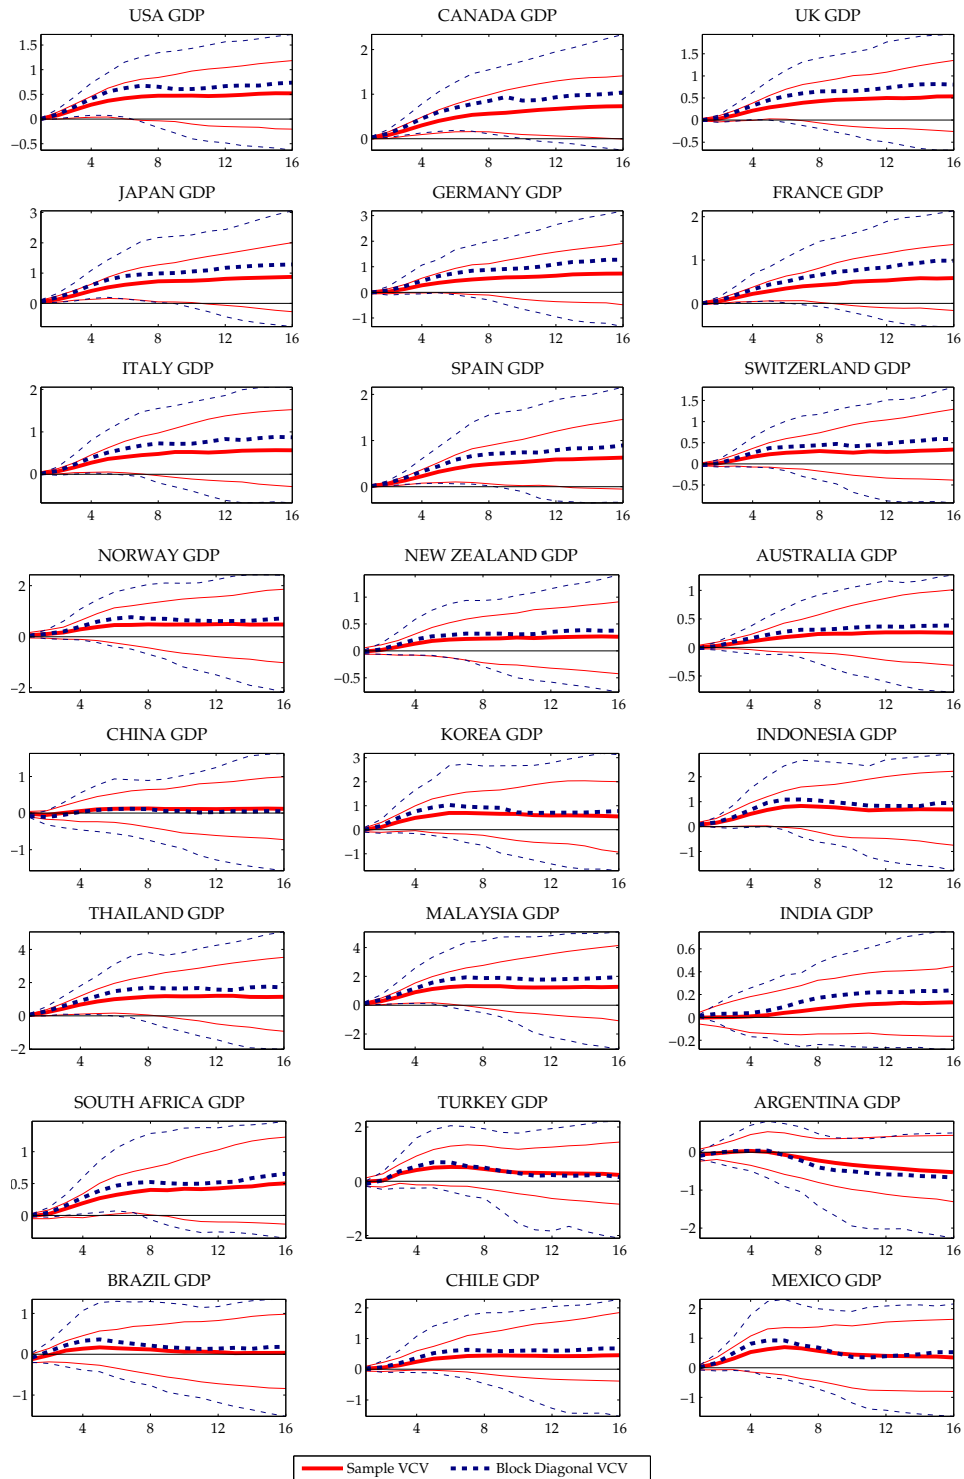 USA GDP CANADA GDP UK GDP
1.5 1 0.5 0 −0.5 4 8 12 16
2 1 0 4 8 12 16
1.5 1 0.5 0 −0.5 4 8 12 16
JAPAN GDP GERMANY GDP FRANCE GDP
3 2 1 0 4 8 12 16
3 2 1 0 −1 4 8 12 16
2 1 0 4 8 12 16
ITALY GDP SPAIN GDP SWITZERLAND GDP
2 1 0 4 8 12 16
2 1 0 4 8 12 16
1.5 1 0.5 0 −0.5 4 8 12 16
NORWAY GDP NEW ZEALAND GDP AUSTRALIA GDP
2 0 −2 4 8 12 16
1 0.5 0 −0.5 4 8 12 16
1 0.5 0 −0.5 4 8 12 16
CHINA GDP KOREA GDP INDONESIA GDP
1 0 −1 4 8 12 16
3 2 1 0 −1 4 8 12 16
2 1 0 −1 4 8 12 16
THAILAND GDP MALAYSIA GDP INDIA GDP
4 2 0 −2 4 8 12 16
4 2 0 −2 4 8 12 16
0.6 0.4 0.2 0 −0.2 4 8 12 16
SOUTH AFRICA GDP TURKEY GDP ARGENTINA GDP
1 0.5 0 4 8 12 16
2 0 −2 4 8 12 16
0 −1 −2 4 8 12 16
BRAZIL GDP CHILE GDP MEXICO GDP
1 0 −1 4 8 12 16
2 1 0 −1 4 8 12 16
2 1 0 −1 4 8 12 16
Sample VCV Block Diagonal VCV